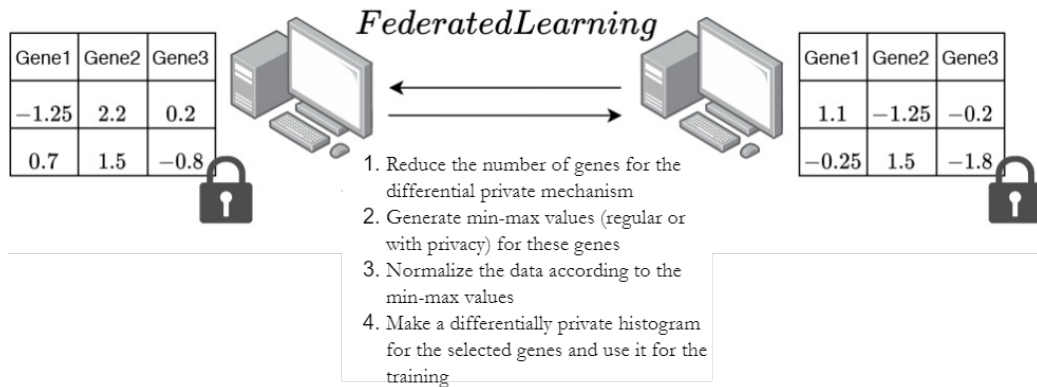 FederatedLearning
Gene1 Gene2 Gene3
−1.25 2.2 0.2
0.7 1.5 −0.8
Gene1 Gene2 Gene3
1.1 −1.25 −0.2
−0.25 1.5 −1.8
1. Reduce the number of genes for the
differential private mechanism
2. Generate min-max values (regular or
with privacy) for these genes
3. Normalize the data according to the
min-max values
4. Make a differentially private histogram
for the selected genes and use it for the
training